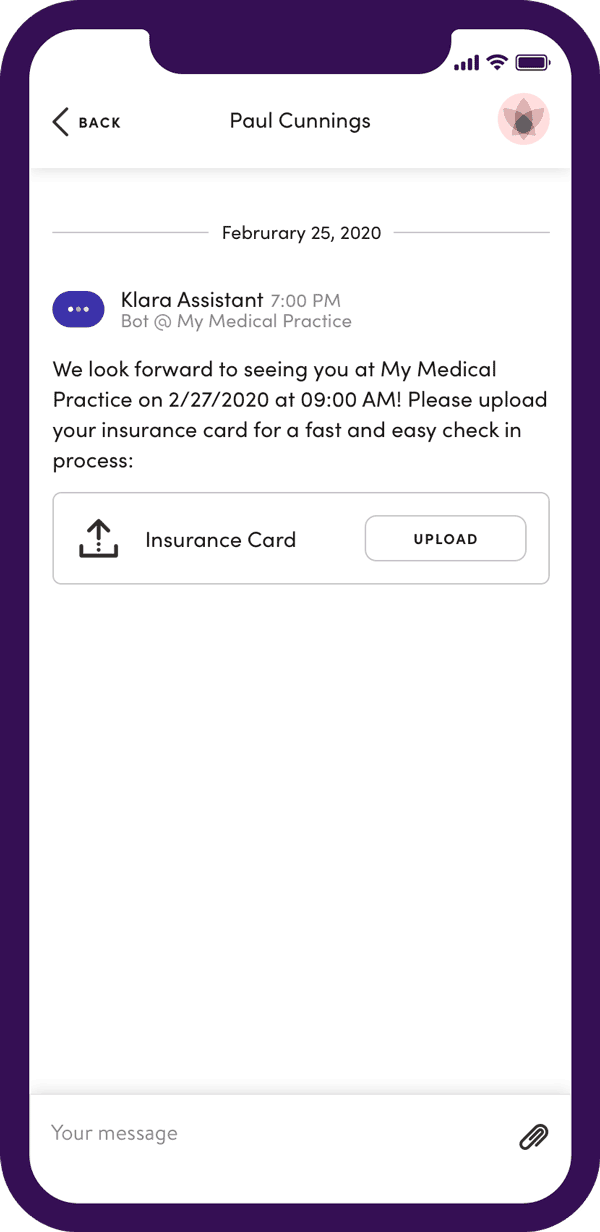 BACK
Paul Cunnings
Februrary 25, 2020
Klara Assistant 7:00 PM
Bot @ My Medical Practice
We look forward to seeing you at My Medical
Practice on 2/27/2020 at 09:00 AM! Please upload
your insurance card for a fast and easy check in
process:
Insurance Card
UPLOAD
Your message